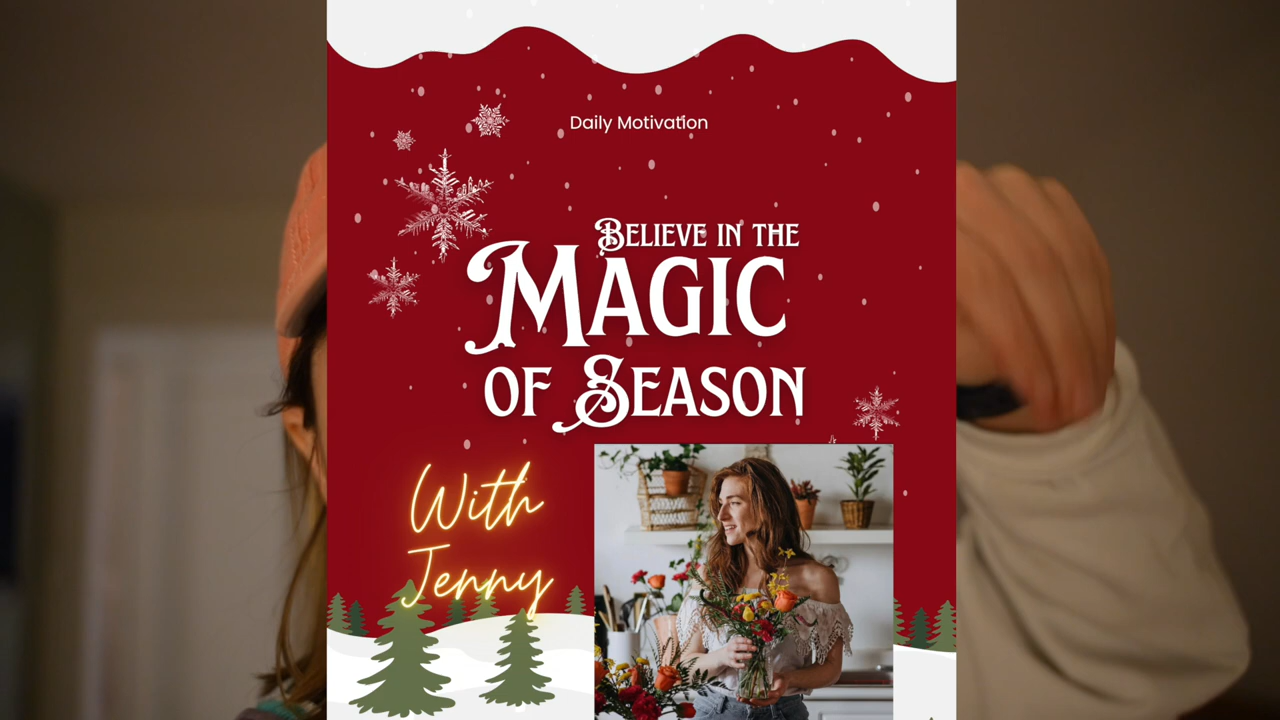 Daily Motivation
Believe in the
Magic
of Season
With
Jenny